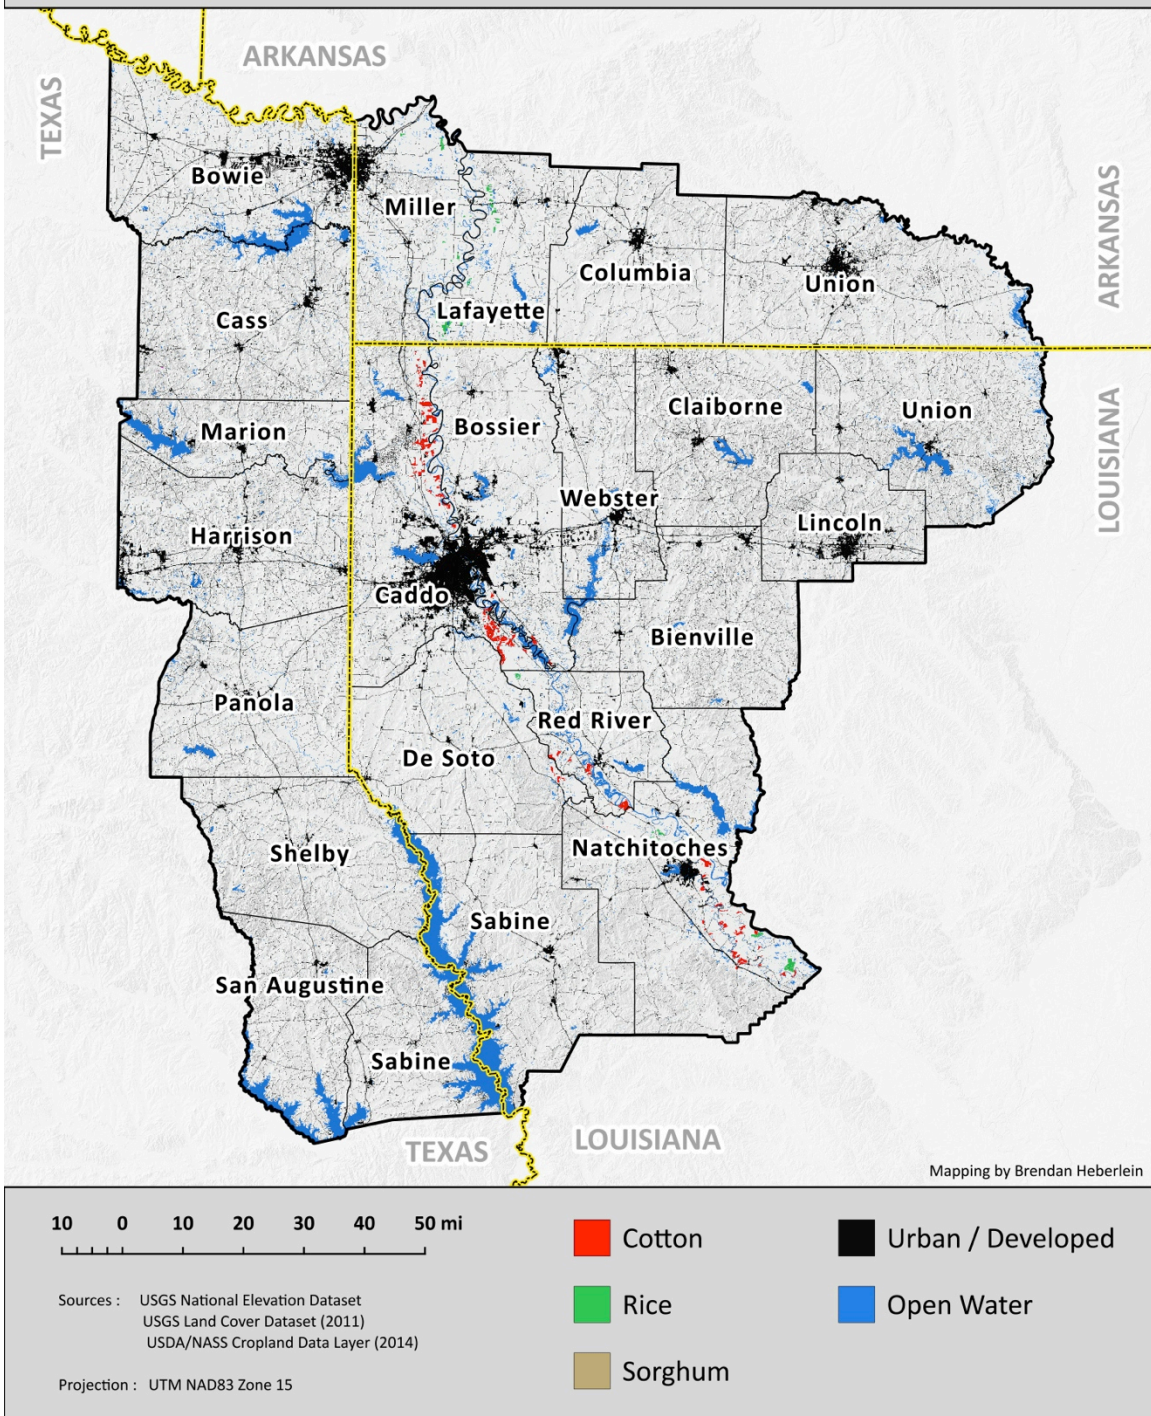 ARKANSAS
TEXAS
Bowie
Miller
ARKANSAS
Columbia
Union
Lafayette
Cass
LOUISIANA
Claiborne
Union
Bossier
Marion
Webster
Lincoln
Harrison
Caddo
Bienville
Panola
Red River
De Soto
Natchitoches
Shelby
Sabine
San Augustine
Sabine
TEXAS
LOUISIANA
Mapping by Brendan Heberlein
10 0 10 20 30 40 50 mi
Sources : USGS National Elevation Dataset
USGS Land Cover Dataset (2011)
USDA/NASS Cropland Data Layer (2014)
Projection : UTM NAD83 Zone 15
Cotton
Rice
Sorghum
Urban / Developed
Open Water